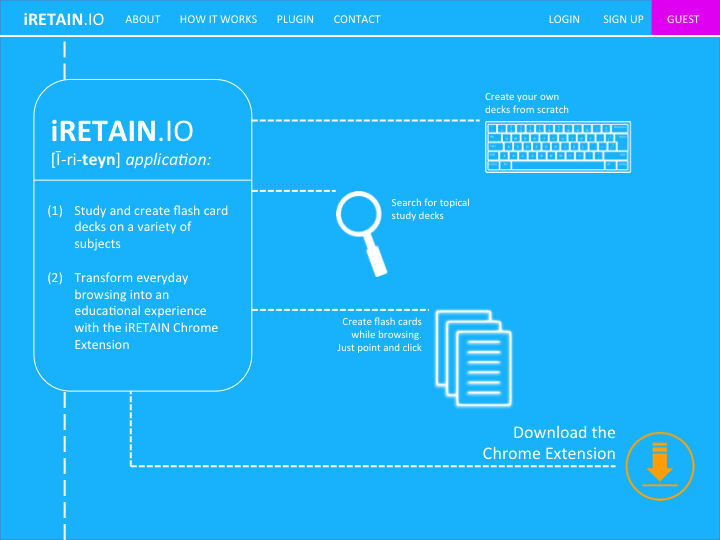 iRETAIN.IO ABOUT HOW IT WORKS PLUGIN CONTACT LOGIN SIGN UP GUEST
iRETAIN.IO
[Ī-ri-teyn] application:
(1) Study and create flash card
decks on a variety of
subjects
(2) Transform everyday
browsing into an
educational experience
with the iRETAIN Chrome
Extension
Create your own
decks from scratch
Search for topical
study decks
Create flash cards
while browsing.
Just point and click
Download the
Chrome Extension